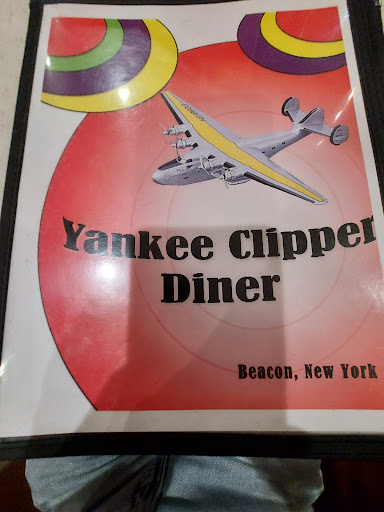 Yankee Clipper
Diner
Beacon, New York